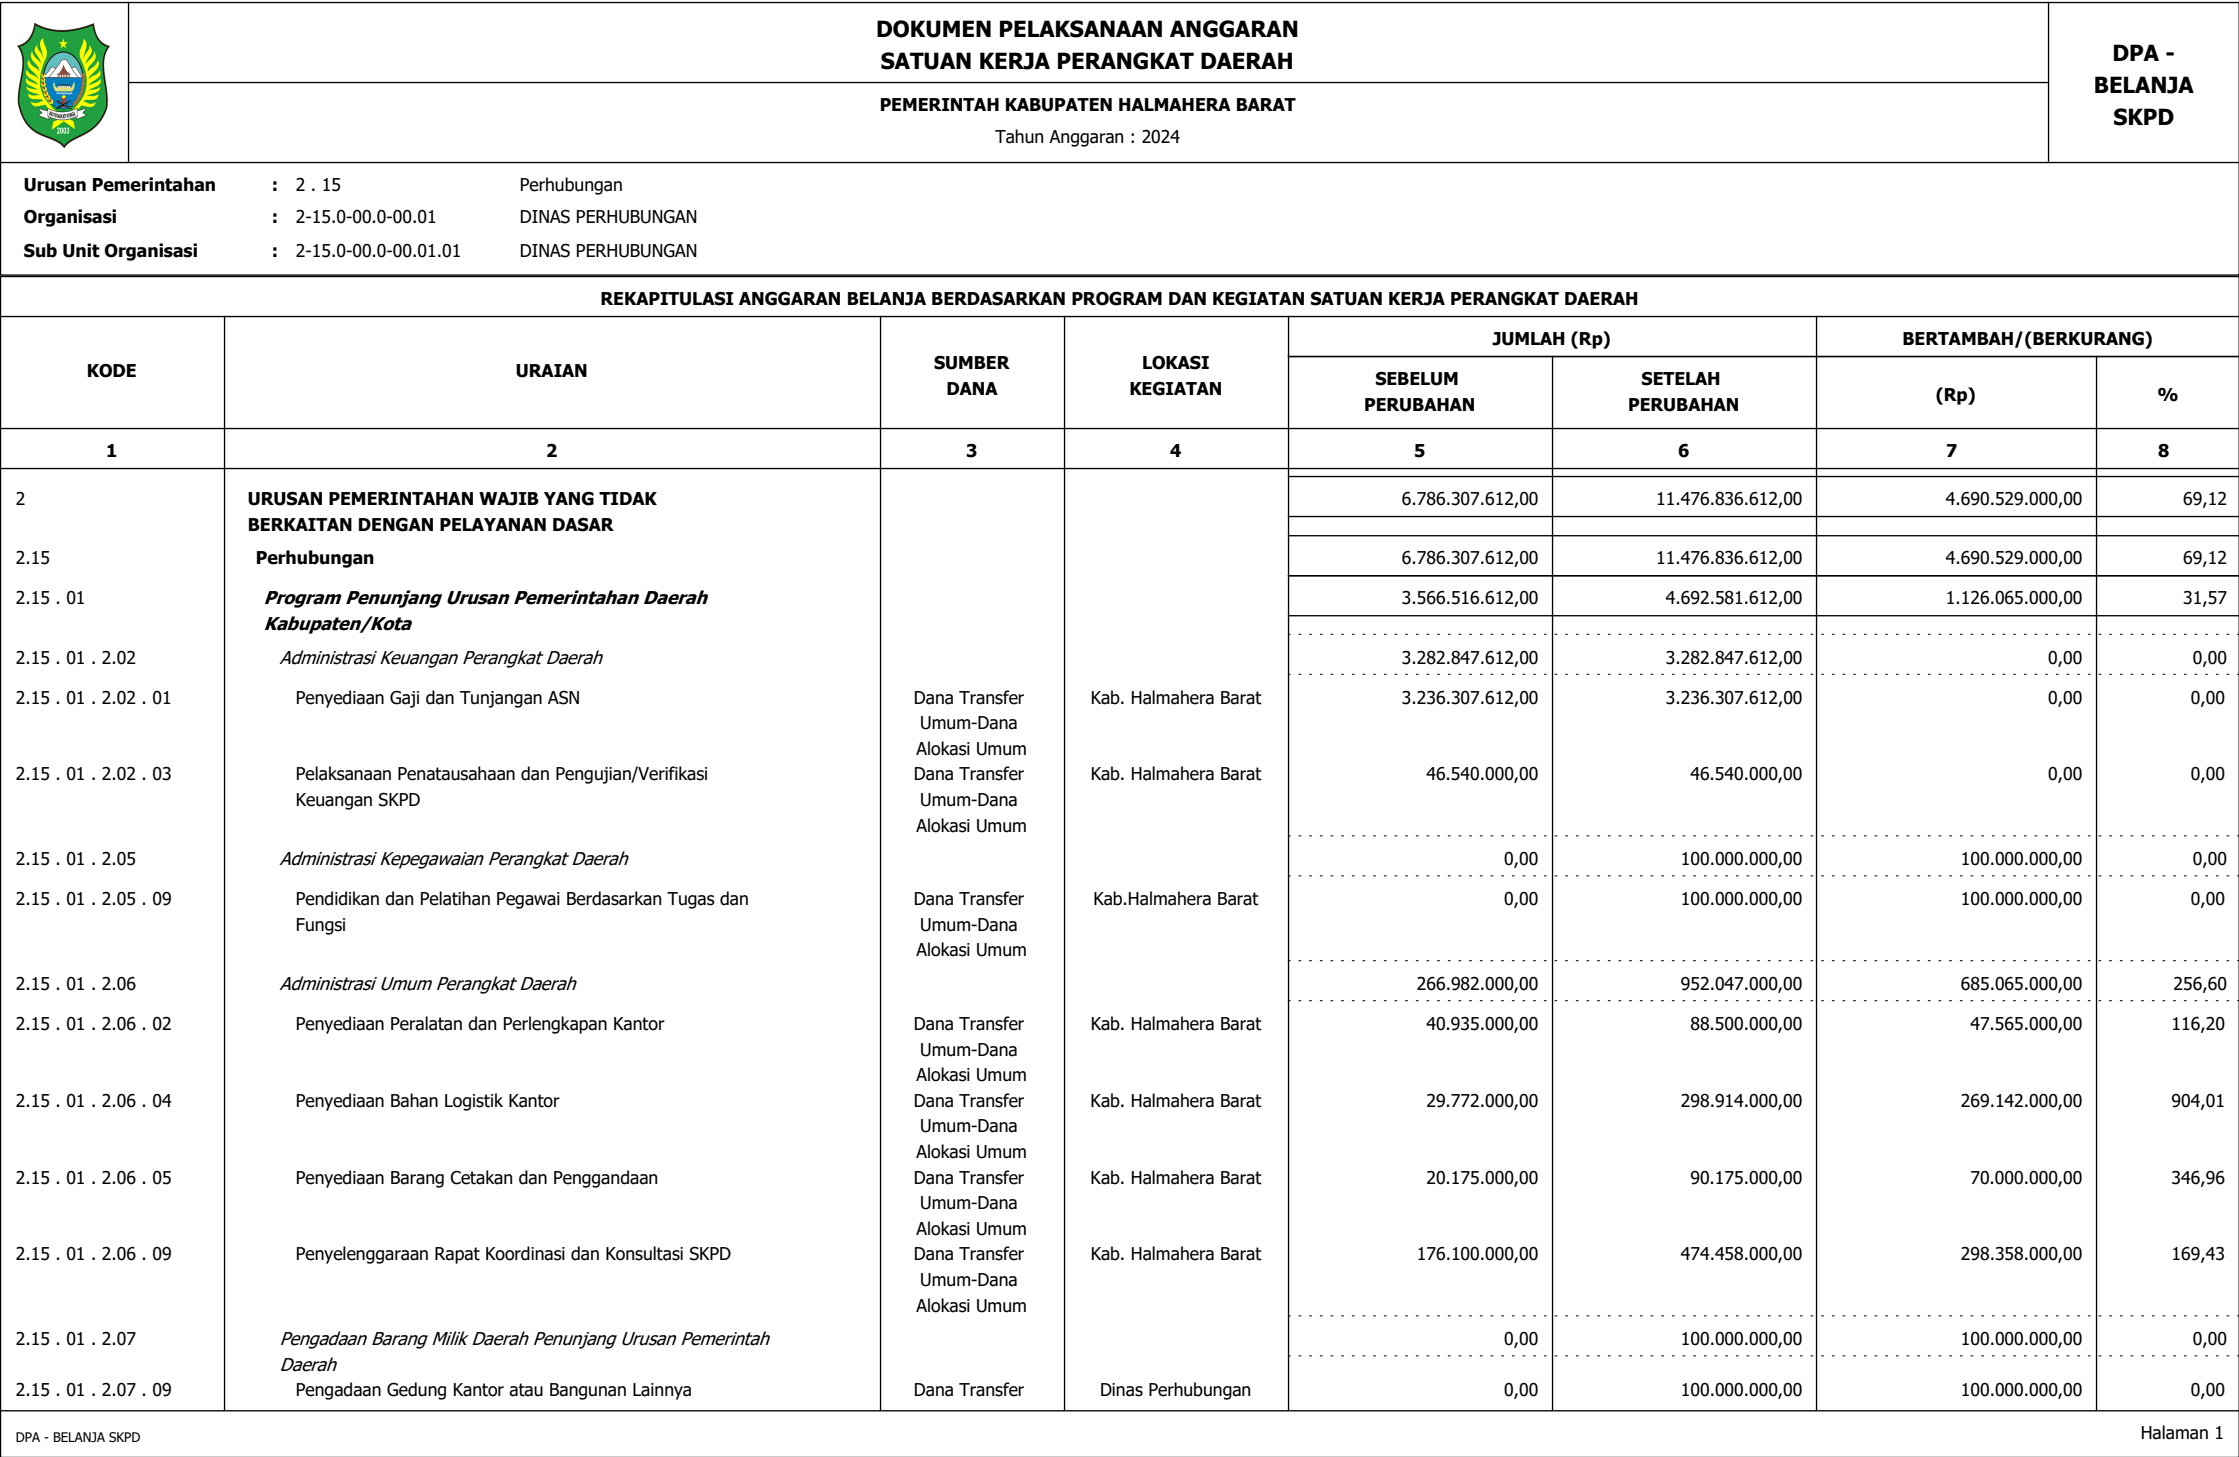 DOKUMEN PELAKSANAAN ANGGARAN
SATUAN KERJA PERANGKAT DAERAH
DPA -
BELANJA
SKPD
PEMERINTAH KABUPATEN HALMAHERA BARAT
Tahun Anggaran : 2024
2003
Urusan Pemerintahan : 2 . 15 Perhubungan
Organisasi : 2-15.0-00.0-00.01 DINAS PERHUBUNGAN
Sub Unit Organisasi : 2-15.0-00.0-00.01.01 DINAS PERHUBUNGAN
REKAPITULASI ANGGARAN BELANJA BERDASARKAN PROGRAM DAN KEGIATAN SATUAN KERJA PERANGKAT DAERAH
KODE URAIAN SUMBER DANA LOKASI KEGIATAN JUMLAH (Rp) BERTAMBAH/(BERKURANG)
SEBELUM PERUBAHAN SETELAH PERUBAHAN (Rp) %
1 2 3 4 5 6 7 8
2 URUSAN PEMERINTAHAN WAJIB YANG TIDAK 6.786.307.612,00 11.476.836.612,00 4.690.529.000,00 69,12
BERKAITAN DENGAN PELAYANAN DASAR
2.15 Perhubungan 6.786.307.612,00 11.476.836.612,00 4.690.529.000,00 69,12
2.15 . 01 Program Penunjang Urusan Pemerintahan Daerah 3.566.516.612,00 4.692.581.612,00 1.126.065.000,00 31,57
Kabupaten/Kota
2.15 . 01 . 2.02 Administrasi Keuangan Perangkat Daerah 3.282.847.612,00 3.282.847.612,00 0,00 0,00
2.15 . 01 . 2.02 . 01 Penyediaan Gaji dan Tunjangan ASN Dana Transfer Kab. Halmahera Barat 3.236.307.612,00 3.236.307.612,00 0,00 0,00
Umum-Dana
Alokasi Umum
2.15 . 01 . 2.02 . 03 Pelaksanaan Penatausahaan dan Pengujian/Verifikasi Dana Transfer Kab. Halmahera Barat 46.540.000,00 46.540.000,00 0,00 0,00
Keuangan SKPD Umum-Dana
Alokasi Umum
2.15 . 01 . 2.05 Administrasi Kepegawaian Perangkat Daerah 0,00 100.000.000,00 100.000.000,00 0,00
2.15 . 01 . 2.05 . 09 Pendidikan dan Pelatihan Pegawai Berdasarkan Tugas dan Dana Transfer Kab.Halmahera Barat 0,00 100.000.000,00 100.000.000,00 0,00
Fungsi Umum-Dana
Alokasi Umum
2.15 . 01 . 2.06 Administrasi Umum Perangkat Daerah 266.982.000,00 952.047.000,00 685.065.000,00 256,60
2.15 . 01 . 2.06 . 02 Penyediaan Peralatan dan Perlengkapan Kantor Dana Transfer Kab. Halmahera Barat 40.935.000,00 88.500.000,00 47.565.000,00 116,20
Umum-Dana
Alokasi Umum
2.15 . 01 . 2.06 . 04 Penyediaan Bahan Logistik Kantor Dana Transfer Kab. Halmahera Barat 29.772.000,00 298.914.000,00 269.142.000,00 904,01
Umum-Dana
Alokasi Umum
2.15 . 01 . 2.06 . 05 Penyediaan Barang Cetakan dan Penggandaan Dana Transfer Kab. Halmahera Barat 20.175.000,00 90.175.000,00 70.000.000,00 346,96
Umum-Dana
Alokasi Umum
2.15 . 01 . 2.06 . 09 Penyelenggaraan Rapat Koordinasi dan Konsultasi SKPD Dana Transfer Kab. Halmahera Barat 176.100.000,00 474.458.000,00 298.358.000,00 169,43
Umum-Dana
Alokasi Umum
2.15 . 01 . 2.07 Pengadaan Barang Milik Daerah Penunjang Urusan Pemerintah 0,00 100.000.000,00 100.000.000,00 0,00
Daerah
2.15 . 01 . 2.07 . 09 Pengadaan Gedung Kantor atau Bangunan Lainnya Dana Transfer Dinas Perhubungan 0,00 100.000.000,00 100.000.000,00 0,00
DPA - BELANJA SKPD Halaman 1